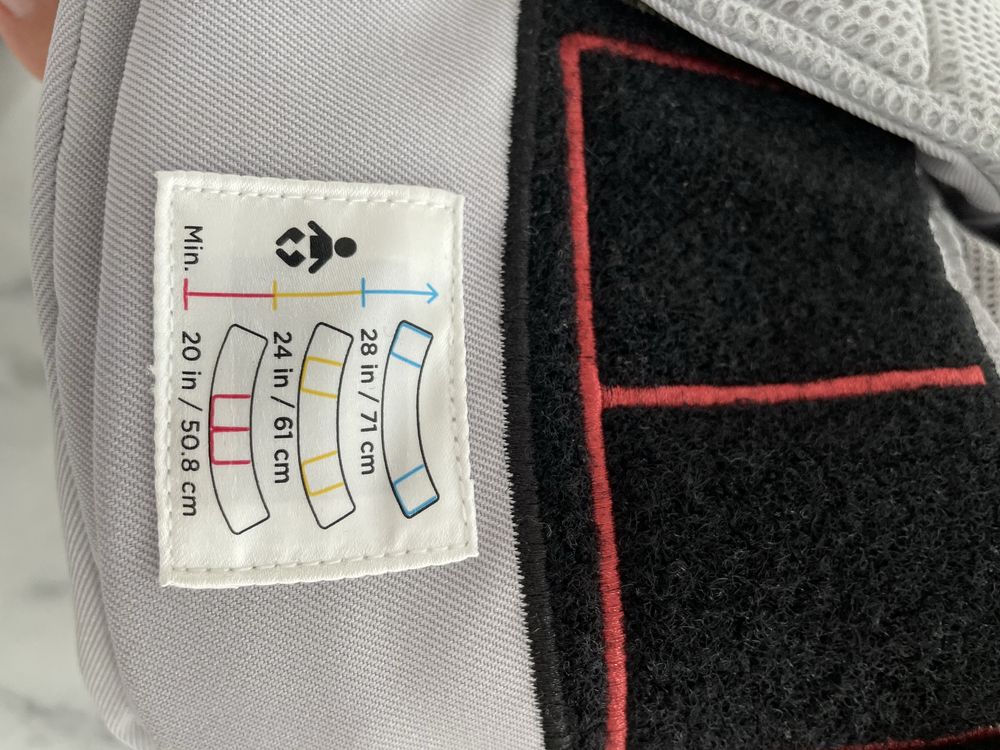 28 in / 71 cm
24 in / 61 cm
Min. 20 in / 50.8 cm